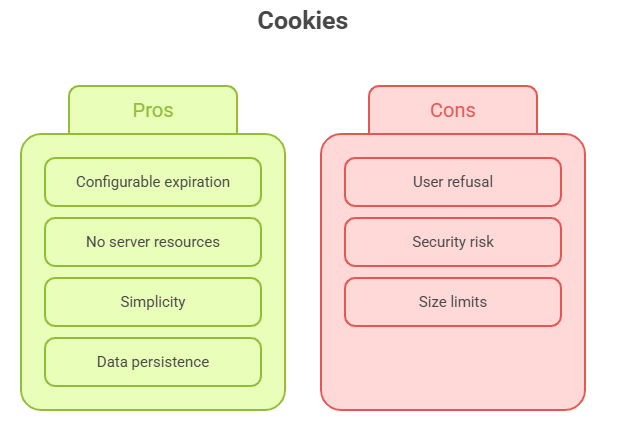 Cookies
Pros
Configurable expiration
No server resources
Simplicity
Data persistence
Cons
User refusal
Security risk
Size limits